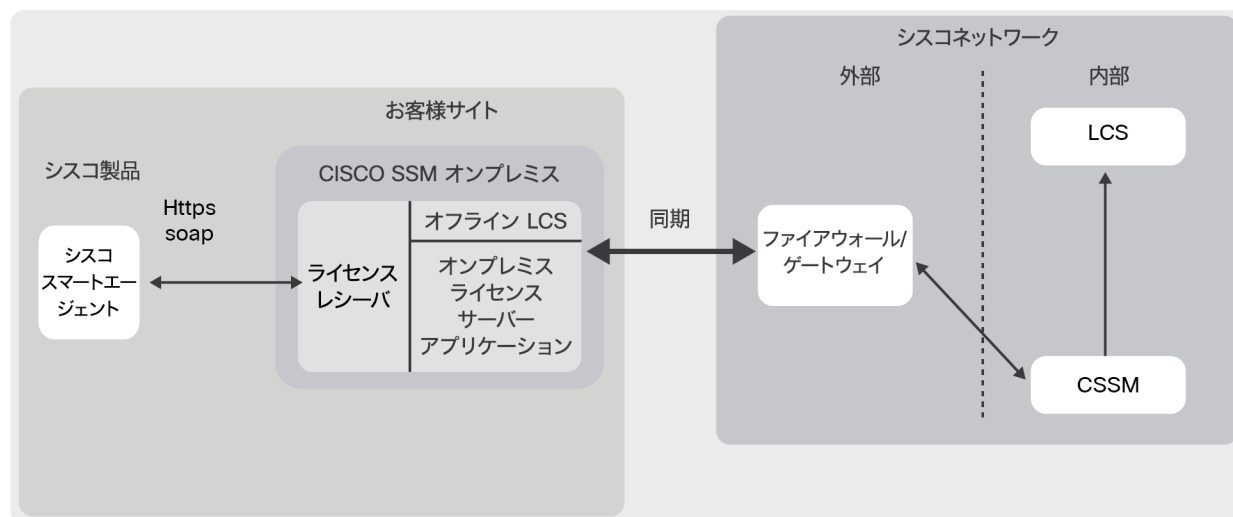 シスコネットワーク
外部
内部
LCS
お客様サイト
シスコ製品
CISCO SSM オンプレミス
Https
soap
オフライン LCS
同期
ファイアウォール/
ゲートウェイ
シスコ
スマートエー
ジェント
ライセンス
レシーバ
オンプレミス
ライセンス
サーバー
アプリケーション
CSSM